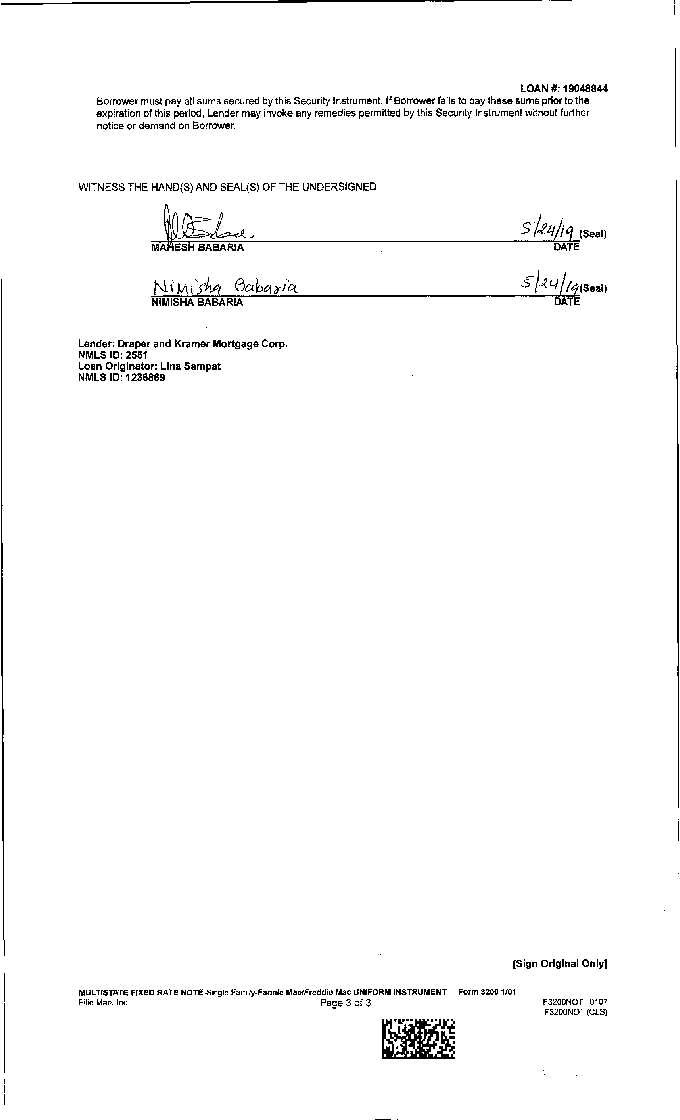 LOAN #: 19048844
Borrower must pay all sums secured by this Security Instrument. If Borrower fails to pay these sums prior to the
expiration of this period, Lender may invoke any remedies permitted by this Security Instrument without further
notice or demand on Borrower.
WITNESS THE HAND(S) AND SEAL(S) OF THE UNDERSIGNED
5/24/19 (Seal)
MAHESH BABARIA DATE
Nimisha Babaria 5/24/19 (Seal)
NIMISHA BABARIA DATE
Lender: Draper and Kramer Mortgage Corp.
NMLS ID: 2551
Loan Originator: Lina Sampat
NMLS ID: 1236869
[Sign Original Only]
MULTISTATE FIXED RATE NOTE-Single Family-Fannie Mae/Freddie Mac UNIFORM INSTRUMENT Form 3200 1/01
Ellie Mae, Inc. Page 3 of 3 F3200NOT 0107
F3200NOT (CLS)